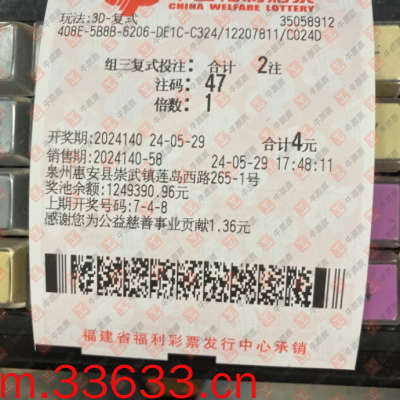 CHINA WELFARE LOTTERY
玩法:3D-复式 35058912
408E-5B8B-6206-DE1C-C324/12207811/C024D
组三复式投注: 合计 2注
注码: 47
倍数: 1
开奖期:2024140 24-05-29 合计4元
销售期:2024140-58 24-05-29 17:48:11
泉州惠安县崇武镇莲岛西路265-1号
奖池余额:1249390.96元
上期开奖号码:7-4-8
感谢您为公益慈善事业贡献1.36元
福建省福利彩票发行中心承销
m.33633.cn